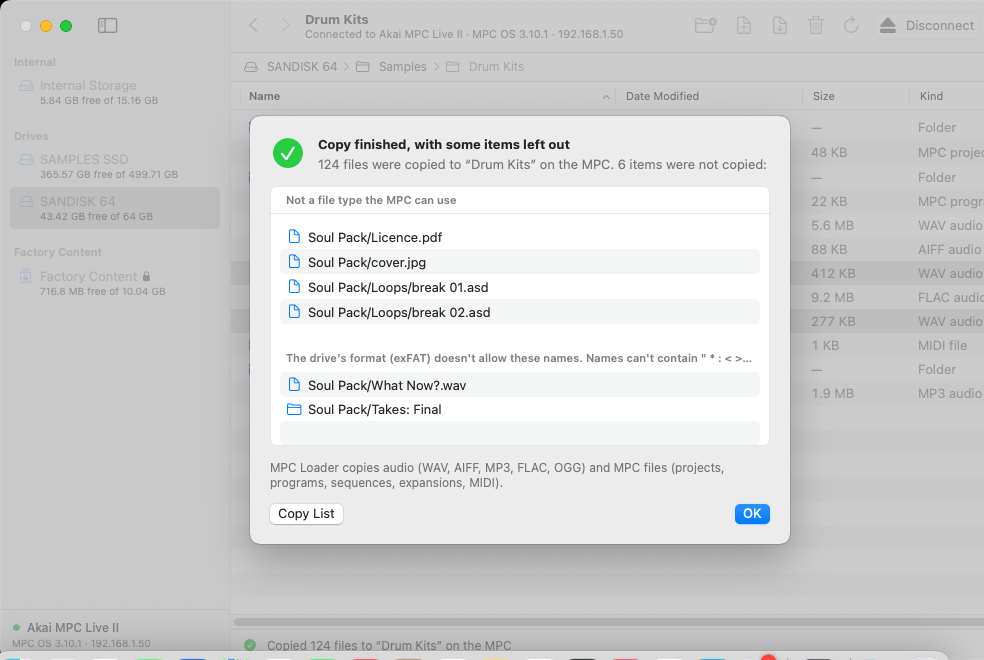 Drum Kits
Connected to Akai MPC Live II · MPC OS 3.10.1 · 192.168.1.50
Disconnect
Internal
Internal Storage
5.84 GB free of 15.16 GB
Drives
SAMPLES SSD
365.57 GB free of 499.71 GB
SANDISK 64
43.42 GB free of 64 GB
Factory Content
Factory Content
716.8 MB free of 10.04 GB
SANDISK 64 Samples Drum Kits
Name Date Modified Size Kind
— Folder
48 KB MPC projec
— Folder
22 KB MPC progr
5.6 MB WAV audio
88 KB AIFF audio
412 KB WAV audio
9.2 MB FLAC audio
277 KB WAV audio
1 KB MIDI file
— Folder
1.9 MB MP3 audio
Copy finished, with some items left out
124 files were copied to “Drum Kits” on the MPC. 6 items were not copied:
Not a file type the MPC can use
Soul Pack/Licence.pdf
Soul Pack/cover.jpg
Soul Pack/Loops/break 01.asd
Soul Pack/Loops/break 02.asd
The drive's format (exFAT) doesn't allow these names. Names can't contain " * : < >...
Soul Pack/What Now?.wav
Soul Pack/Takes: Final
MPC Loader copies audio (WAV, AIFF, MP3, FLAC, OGG) and MPC files (projects,
programs, sequences, expansions, MIDI).
Copy List
OK
Akai MPC Live II
MPC OS 3.10.1 · 192.168.1.50
Copied 124 files to “Drum Kits” on the MPC